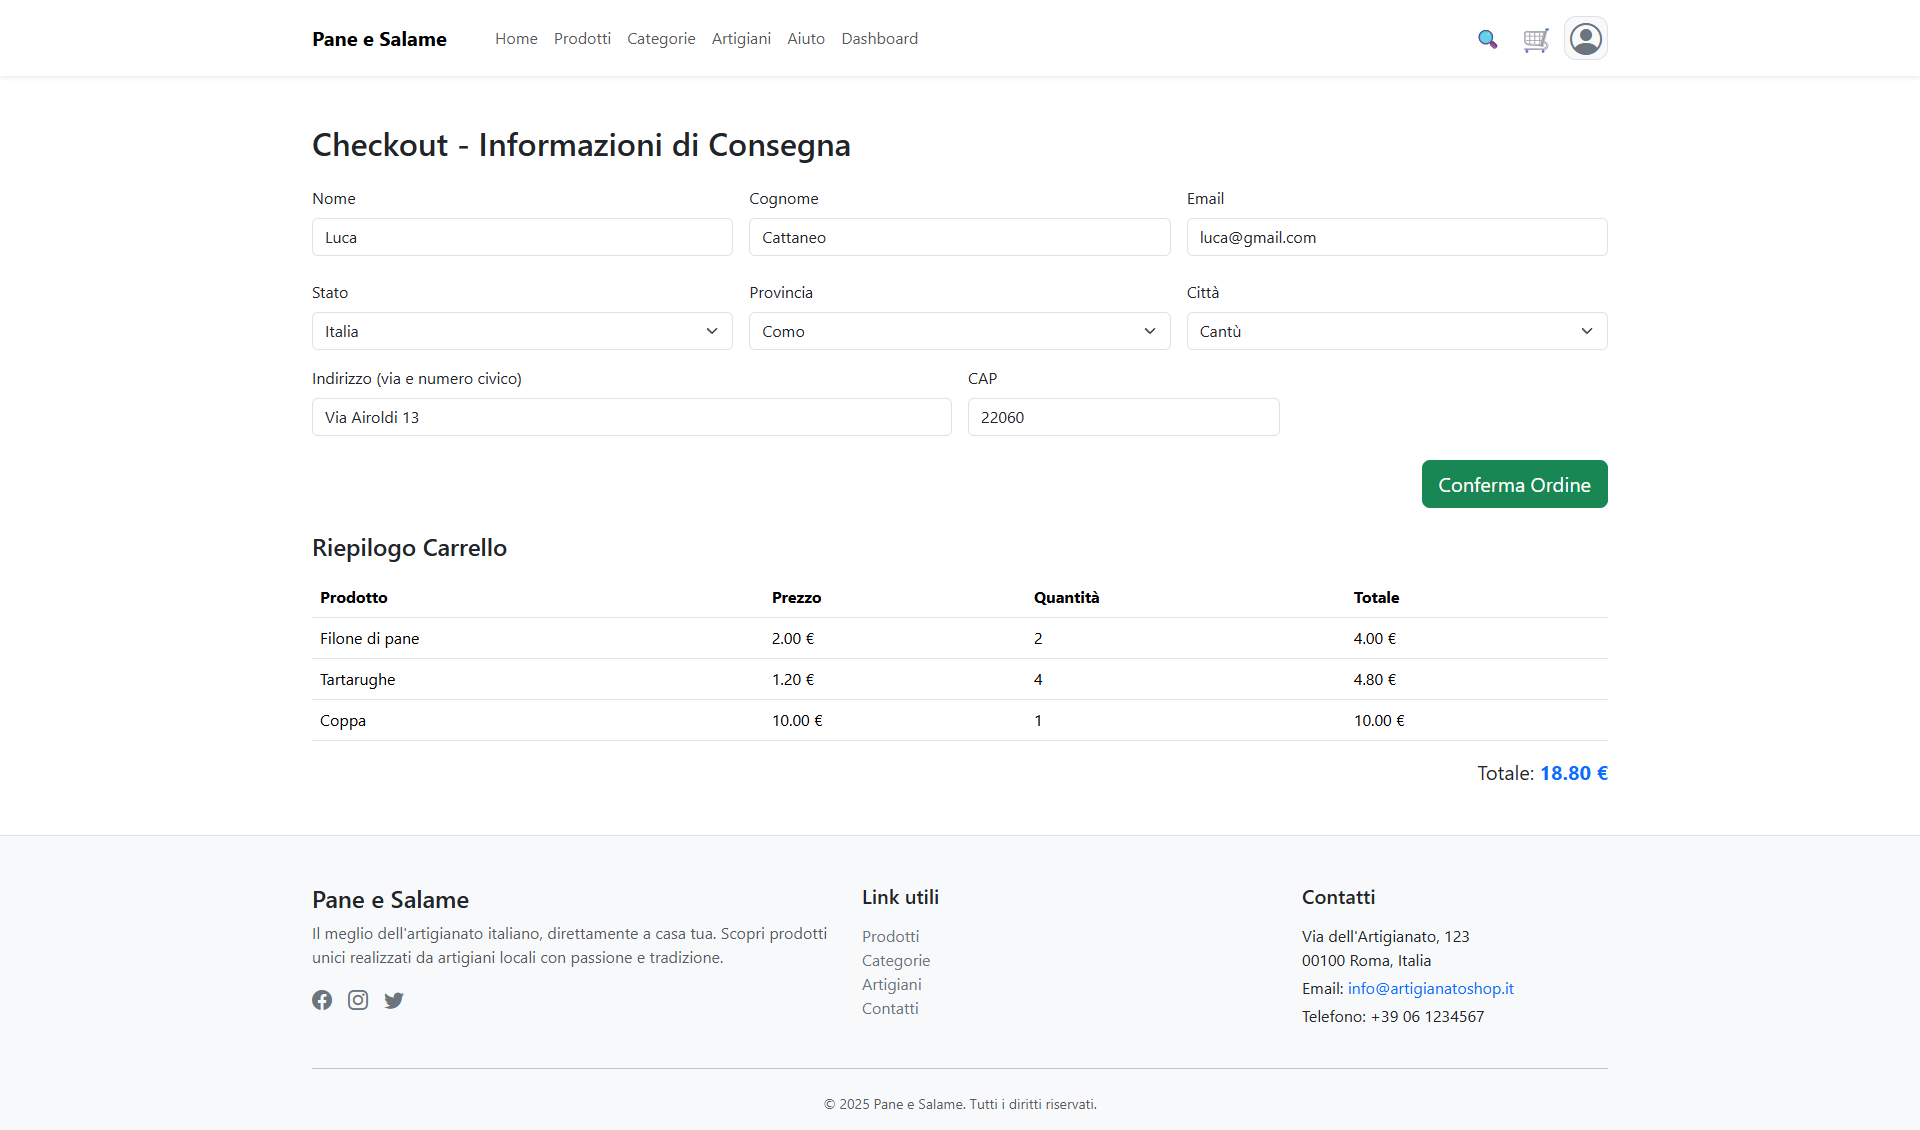 Pane e Salame Home Prodotti Categorie Artigiani Aiuto Dashboard
Checkout - Informazioni di Consegna
Nome Cognome Email
Luca Cattaneo luca@gmail.com
Stato Provincia Città
Italia Como Cantù
Indirizzo (via e numero civico) CAP
Via Airoldi 13 22060
Conferma Ordine
Riepilogo Carrello
Prodotto Prezzo Quantità Totale
Filone di pane 2.00 € 2 4.00 €
Tartarughe 1.20 € 4 4.80 €
Coppa 10.00 € 1 10.00 €
Totale: 18.80 €
Pane e Salame
Il meglio dell'artigianato italiano, direttamente a casa tua. Scopri prodotti
unici realizzati da artigiani locali con passione e tradizione.
Link utili
Prodotti
Categorie
Artigiani
Contatti
Contatti
Via dell'Artigianato, 123
00100 Roma, Italia
Email: info@artigianatoshop.it
Telefono: +39 06 1234567
© 2025 Pane e Salame. Tutti i diritti riservati.